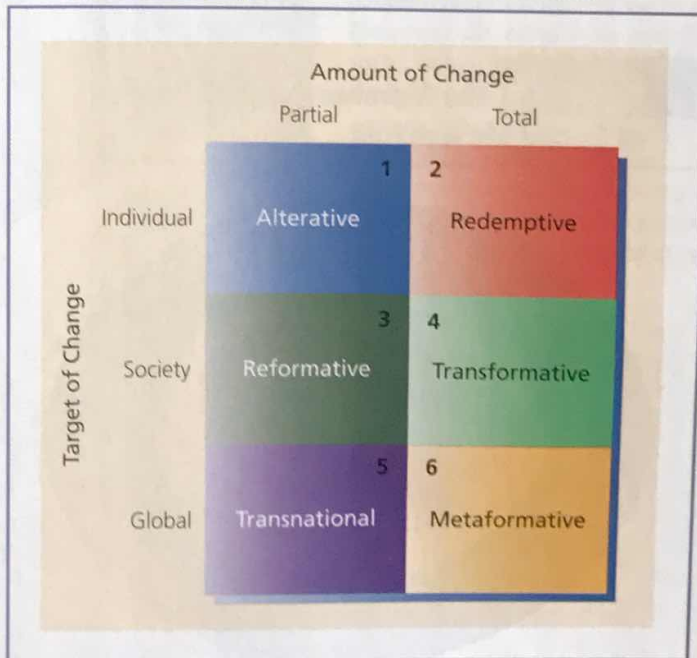 Amount of Change
Partial Total
1 2
Individual Alterative Redemptive
3 4
Society Reformative Transformative
Target of Change
5 6
Global Transnational Metaformative